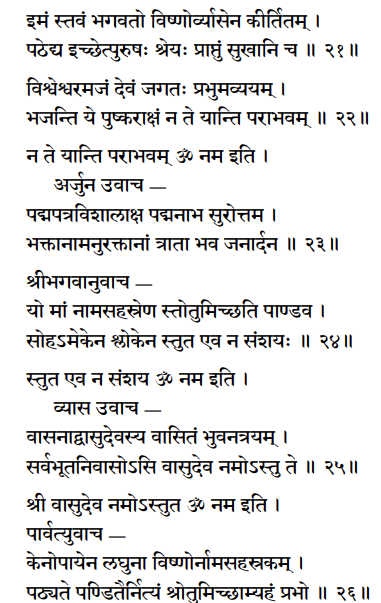 इमं स्तवं भगवतो विष्णोर्व्यासेन कीर्तितम् ।
पठेद्य इच्छेत्पुरुषः श्रेयः प्राप्तुं सुखानि च ॥ २१॥
विश्वेश्वरमजं देवं जगतः प्रभुमव्ययम् ।
भजन्ति ये पुष्कराक्षं न ते यान्ति पराभवम् ॥ २२॥
न ते यान्ति पराभवम् ॐ नम इति ।
अर्जुन उवाच —
पद्मपत्रविशालाक्ष पद्मनाभ सुरोत्तम ।
भक्तानामनुरक्तानां त्राता भव जनार्दन ॥ २३॥
श्रीभगवानुवाच —
यो मां नामसहस्रेण स्तोतुमिच्छति पाण्डव ।
सोहऽमेकेन श्लोकेन स्तुत एव न संशयः ॥ २४॥
स्तुत एव न संशय ॐ नम इति ।
व्यास उवाच —
वासनाद्वासुदेवस्य वासितं भुवनत्रयम् ।
सर्वभूतनिवासोऽसि वासुदेव नमोऽस्तु ते ॥ २५॥
श्री वासुदेव नमोऽस्तुत ॐ नम इति ।
पार्वत्युवाच —
केनोपायेन लघुना विष्णोर्नामसहस्रकम् ।
पठ्यते पण्डितैर्नित्यं श्रोतुमिच्छाम्यहं प्रभो ॥ २६॥